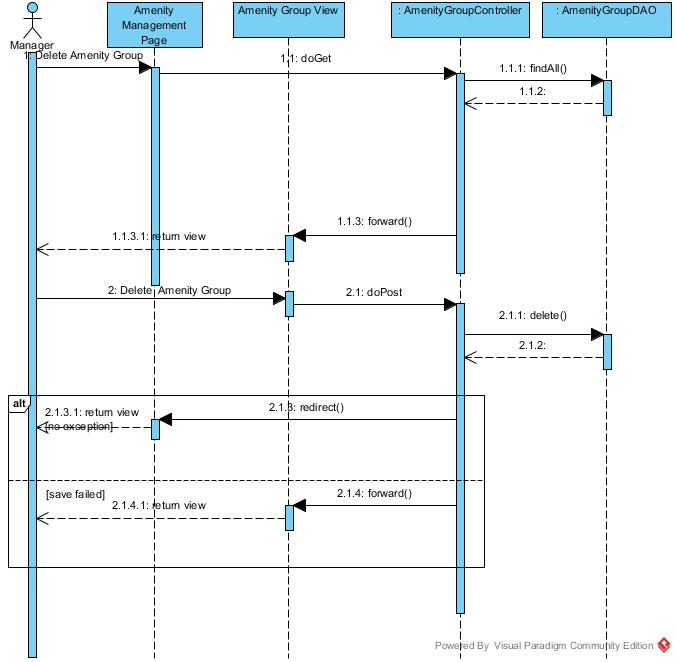 Amenity
Management
Page
Amenity Group View
: AmenityGroupController
: AmenityGroupDAO
Manager
1: Delete Amenity Group
1.1: doGet
1.1.1: findAll()
1.1.2:
1.1.3: forward()
1.1.3.1: return view
2: Delete Amenity Group
2.1: doPost
2.1.1: delete()
2.1.2:
alt
2.1.3: redirect()
2.1.3.1: return view
[no exception]
[save failed]
2.1.4: forward()
2.1.4.1: return view
Powered By Visual Paradigm Community Edition